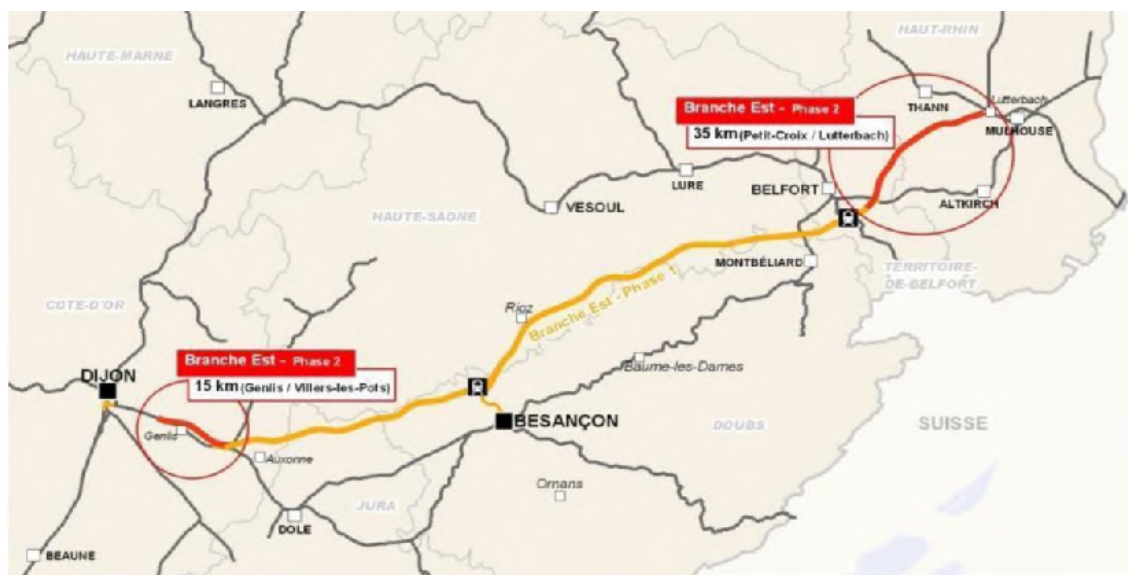 HAUTE-MARNE
HAUT-RHIN
LANGRES
THANN
Lutterbach
MULHOUSE
Branche Est - Phase 2
35 km (Petit-Croix / Lutterbach)
LURE
BELFORT
ALTKIRCH
VESOUL
HAUTE-SAONE
MONTBÉLIARD
TERRITOIRE-
DE-BELFORT
COTE-D'OR
Rioz
Branche Est - Phase 1
Branche Est - Phase 2
15 km (Genlis / Villers-les-Pots)
DIJON
Baume-les-Dames
BESANÇON
DOUBS
SUISSE
Genlis
Auxonne
Ornans
JURA
DOLE
BEAUNE